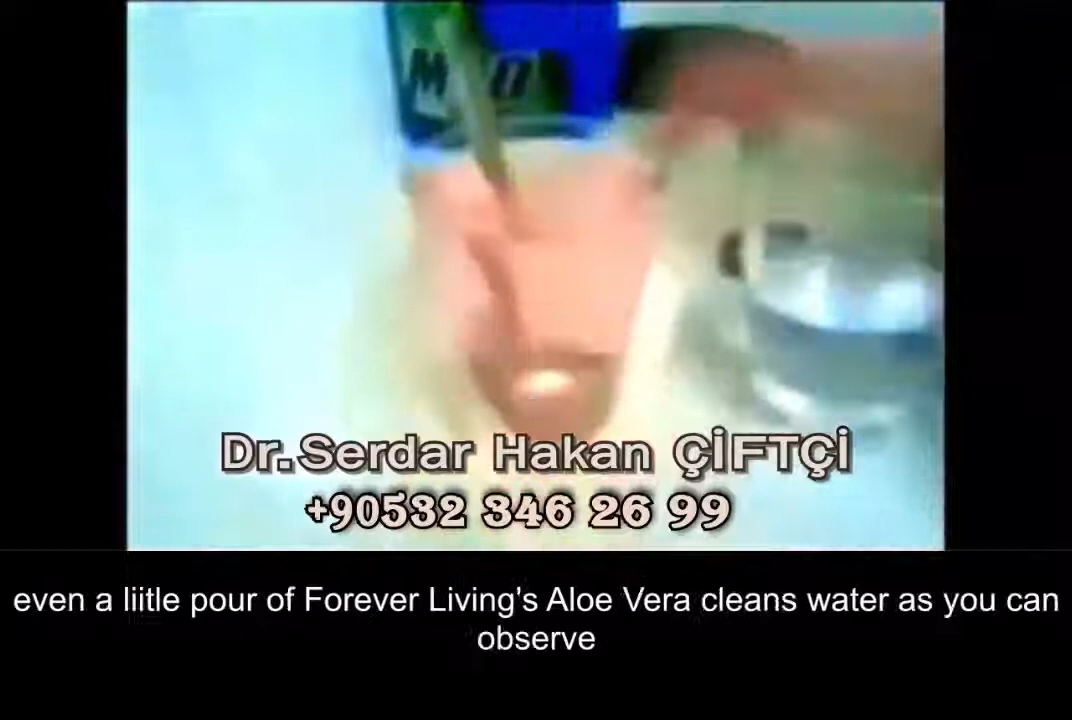 Dr.Serdar Hakan ÇİFTÇİ
+90532 346 26 99
even a liitle pour of Forever Living's Aloe Vera cleans water as you can
observe